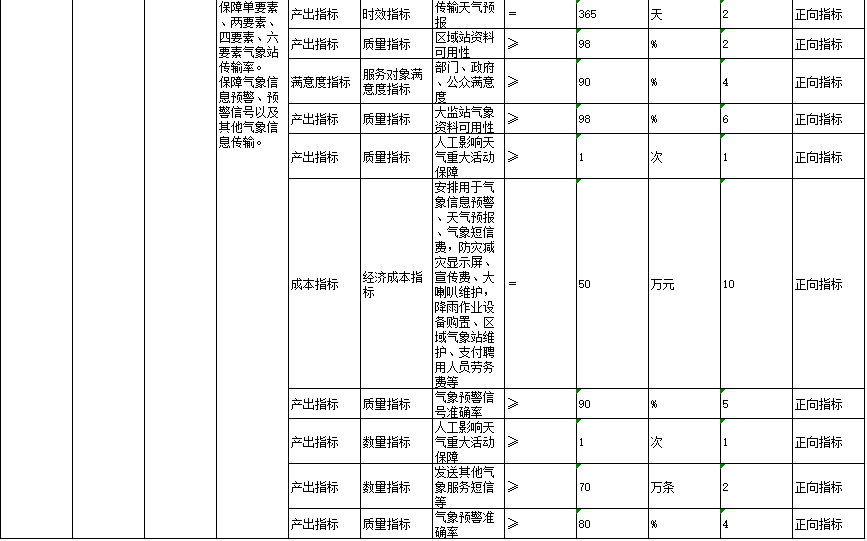 保障单要素
、两要素、
四要素、六
要素气象站
传输率。
保障气象信
息预警、预
警信号以及
其他气象信
息传输。
产出指标 时效指标 传输天气预
报 = 365 天 2 正向指标
产出指标 质量指标 区域站资料
可用性 ≥ 98 % 2 正向指标
满意度指标 服务对象满
意度指标 部门、政府
、公众满意
度 ≥ 90 % 4 正向指标
产出指标 质量指标 大监站气象
资料可用性 ≥ 98 % 6 正向指标
产出指标 质量指标 人工影响天
气重大活动
保障 ≥ 1 次 1 正向指标
成本指标 经济成本指
标 安排用于气
象信息预警
、天气预报
、气象短信
费，防灾减
灾显示屏、
宣传费、大
喇叭维护，
降雨作业设
备购置、区
域气象站维
护、支付聘
用人员劳务
费等 = 50 万元 10 正向指标
产出指标 质量指标 气象预警信
号准确率 ≥ 90 % 5 正向指标
产出指标 数量指标 人工影响天
气重大活动
保障 ≥ 1 次 1 正向指标
产出指标 数量指标 发送其他气
象服务短信
等 ≥ 70 万条 2 正向指标
产出指标 质量指标 气象预警准
确率 ≥ 80 % 4 正向指标